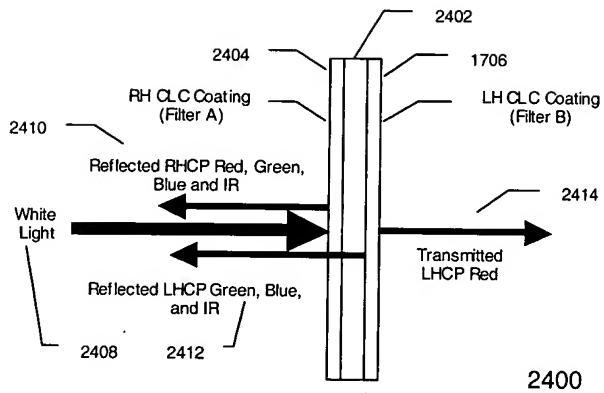 2402
2404
1706
RH CLC Coating
(Filter A)
LH CLC Coating
(Filter B)
2410
Reflected RHCP Red, Green,
Blue and IR
2414
White
Light
Transmitted
LHCP Red
Reflected LHCP Green, Blue,
and IR
2408
2412
2400